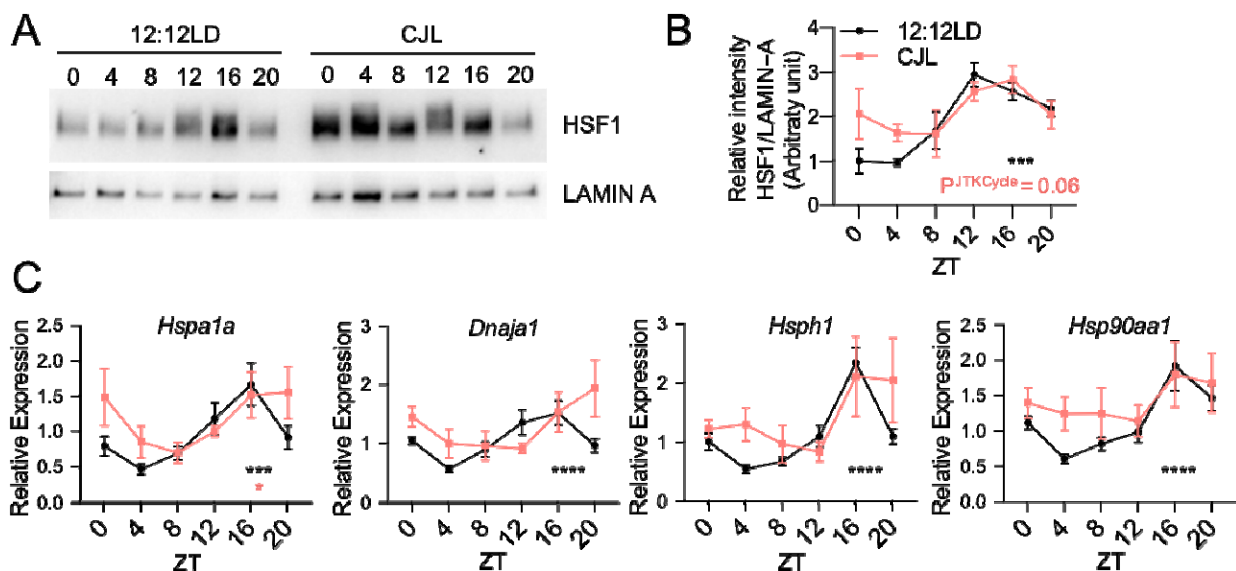 A
12:12LD CJL
0 4 8 12 16 20 0 4 8 12 16 20
HSF1
LAMIN A
B
12:12LD
CJL
Relative intensity
HSF1/LAMIN-A
(Arbitraty unit)
4
3
2
1
0
***
PJTKCycle = 0.06
0 4 8 12 16 20
ZT
C
Hspa1a
Relative Expression
2.5
2.0
1.5
1.0
0.5
0.0
***
*
0 4 8 12 16 20
ZT
Dnaja1
Relative Expression
3
2
1
0
****
0 4 8 12 16 20
ZT
Hsph1
Relative Expression
3
2
1
0
****
0 4 8 12 16 20
ZT
Hsp90aa1
Relative Expression
2.5
2.0
1.5
1.0
0.5
0.0
****
0 4 8 12 16 20
ZT